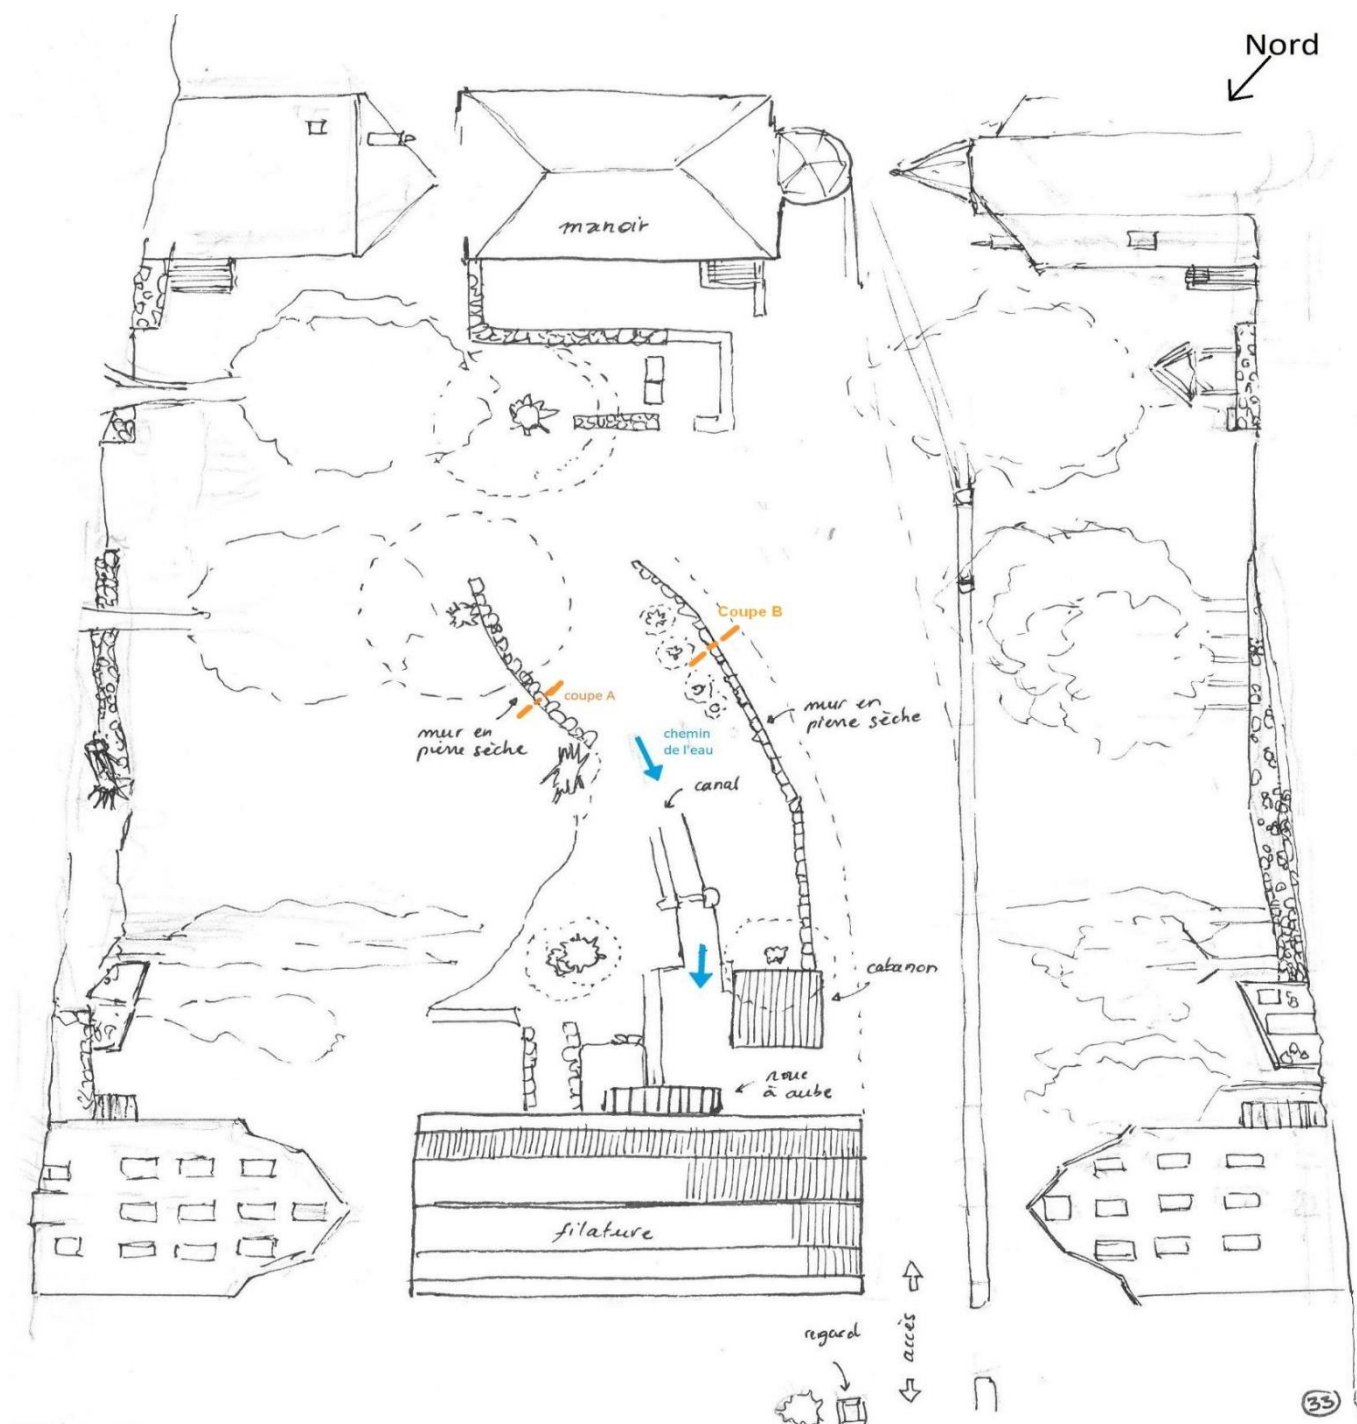 Nord
manoir
Coupe B
coupe A
mur en
pierre sèche
mur en
pierre sèche
chemin
de l'eau
canal
cabanon
roue
à aube
filature
accès
regard
33